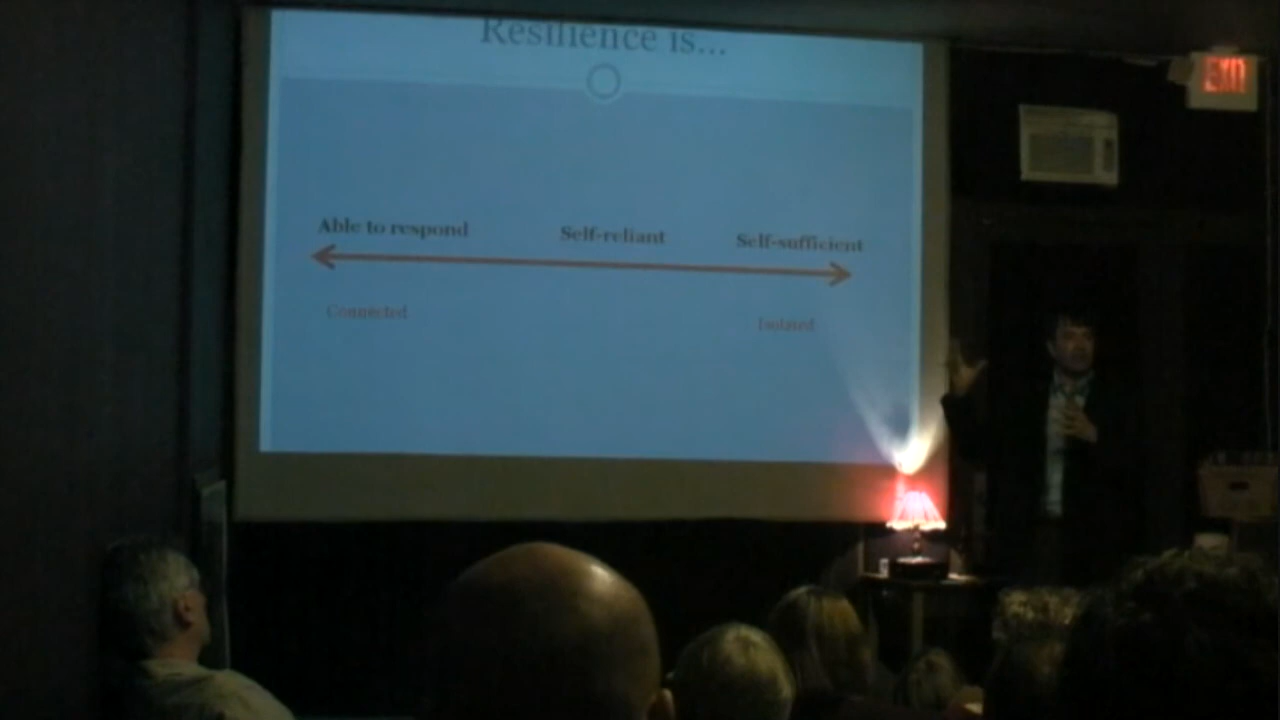 Resilience is...
Able to respond Self-reliant Self-sufficient
Connected Isolated
EXIT